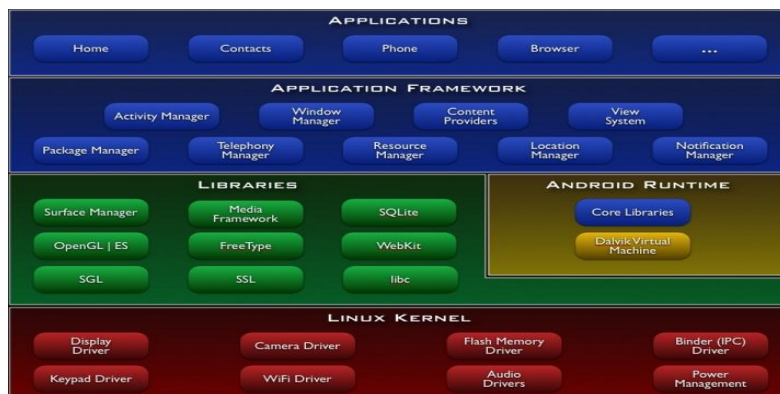 APPLICATIONS
Home
Contacts
Phone
Browser
...
APPLICATION FRAMEWORK
Activity Manager
Window
Manager
Content
Providers
View
System
Package Manager
Telephony
Manager
Resource
Manager
Location
Manager
Notification
Manager
LIBRARIES
Surface Manager
Media
Framework
SQLite
OpenGL | ES
FreeType
WebKit
SGL
SSL
libc
ANDROID RUNTIME
Core Libraries
Dalvik Virtual
Machine
LINUX KERNEL
Display
Driver
Camera Driver
Flash Memory
Driver
Binder (IPC)
Driver
Keypad Driver
WiFi Driver
Audio
Drivers
Power
Management